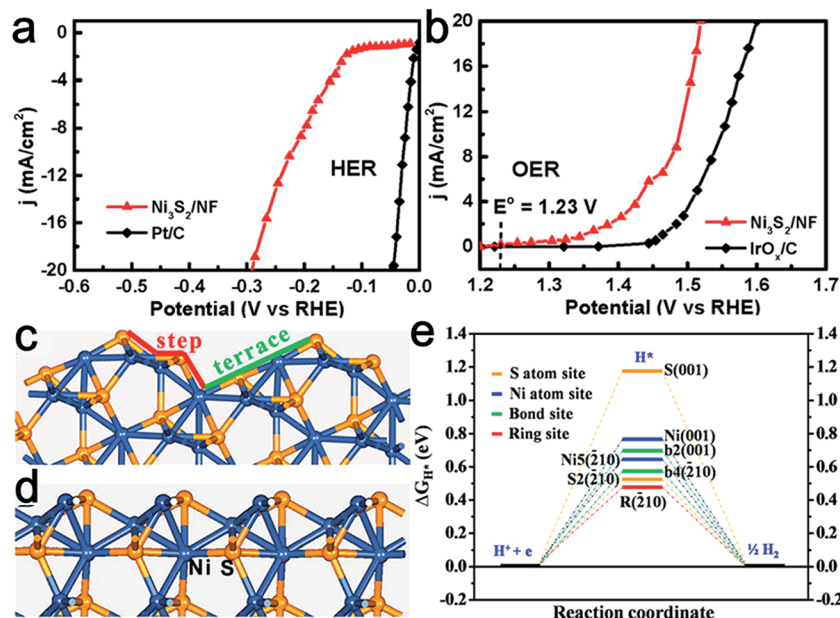 a
0
-4
-8
-12
-16
-20
j (mA/cm²)
HER
Ni₃S₂/NF
Pt/C
-0.6 -0.5 -0.4 -0.3 -0.2 -0.1 0.0
Potential (V vs RHE)
b
20
16
12
8
4
0
j (mA/cm²)
OER
E° = 1.23 V
Ni₃S₂/NF
IrOₓ/C
1.2 1.3 1.4 1.5 1.6 1.7
Potential (V vs RHE)
c
step
terrace
d
Ni S
e
1.4 1.4
1.2 1.2
1.0 1.0
0.8 0.8
0.6 0.6
0.4 0.4
0.2 0.2
0.0 0.0
-0.2 -0.2
ΔG_H* (eV)
S atom site
Ni atom site
Bond site
Ring site
H*
S(001)
Ni(001)
b2(001)
Ni5(2̄10)
b4(2̄10)
S2(2̄10)
R(2̄10)
H⁺ + e
½ H₂
Reaction coordinate